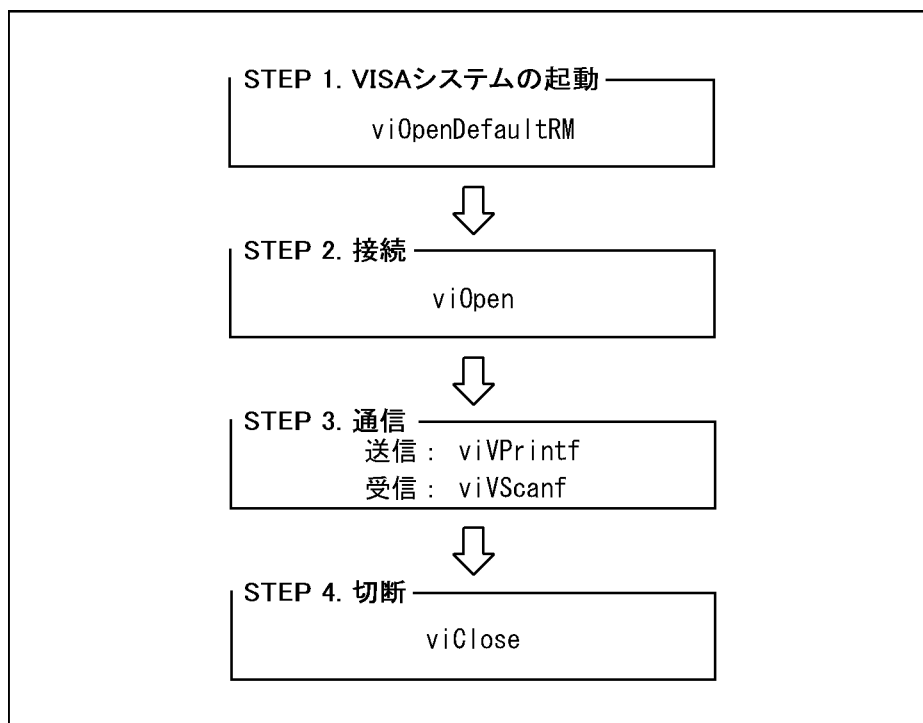 STEP 1. VISAシステムの起動
viOpenDefaultRM
STEP 2. 接続
viOpen
STEP 3. 通信
送信： viVPrintf
受信： viVScanf
STEP 4. 切断
viClose